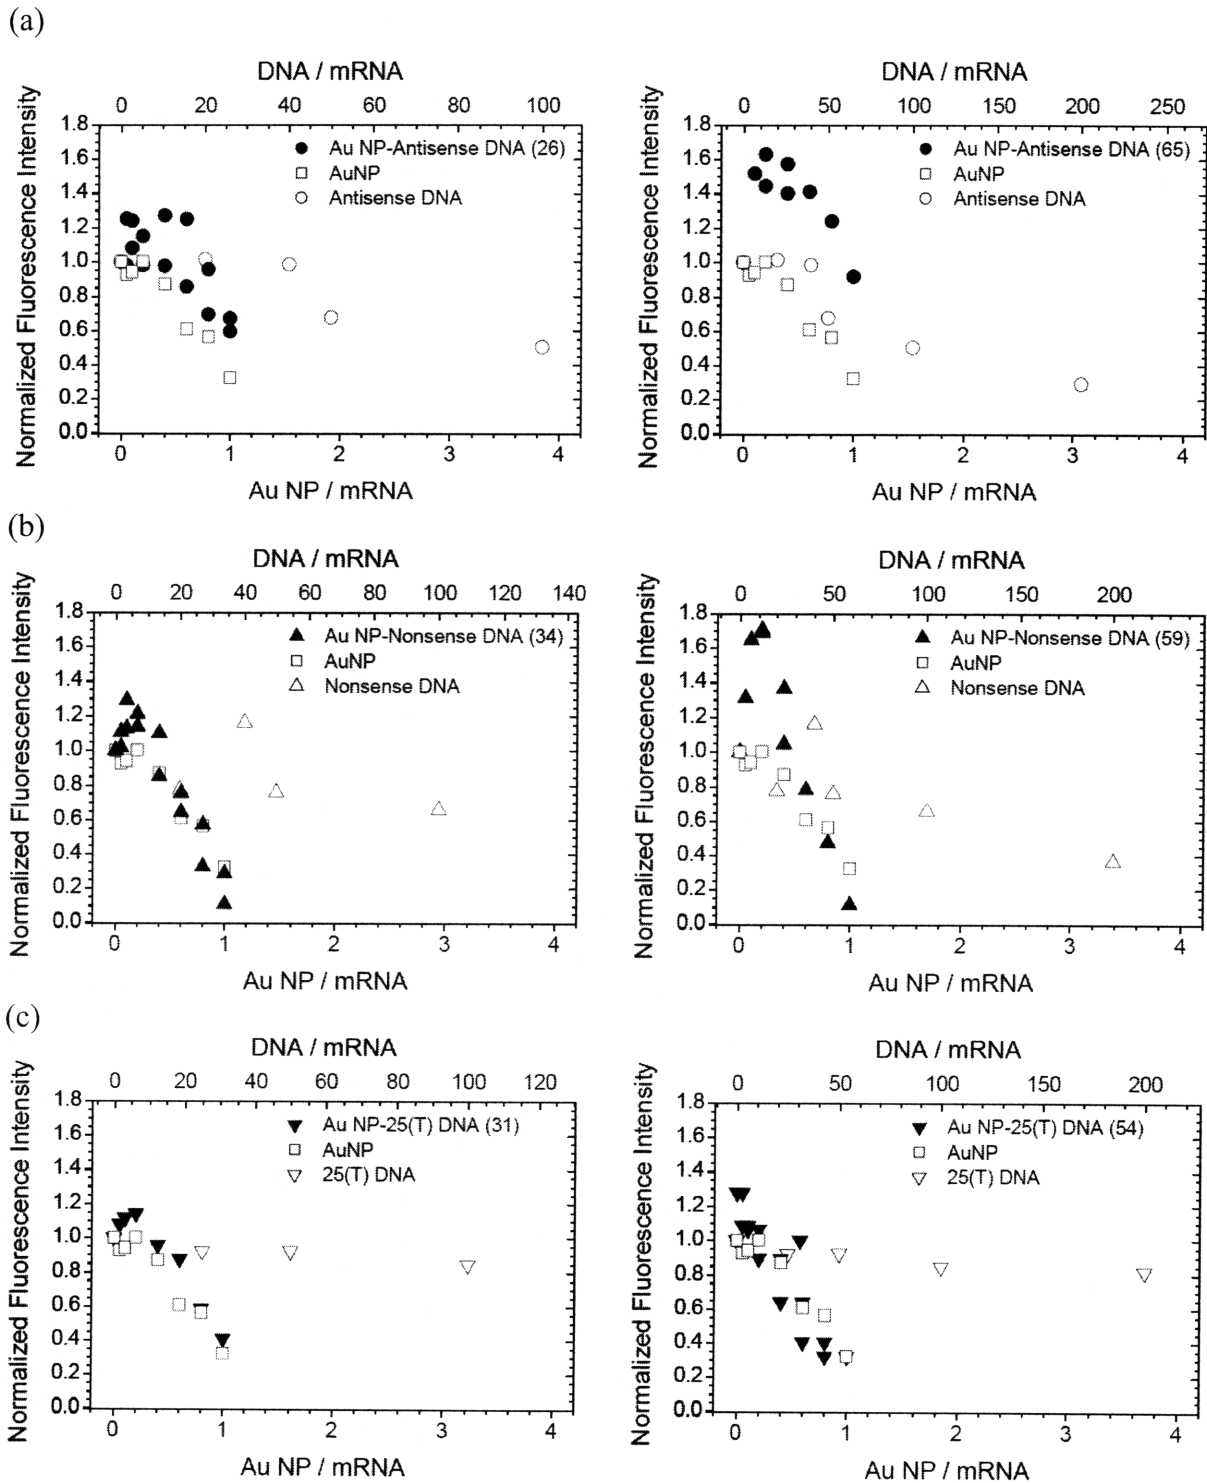 (a)
DNA / mRNA
0 20 40 60 80 100
Normalized Fluorescence Intensity
1.8
1.6
1.4
1.2
1.0
0.8
0.6
0.4
0.2
0.0
Au NP-Antisense DNA (26)
AuNP
Antisense DNA
0 1 2 3 4
Au NP / mRNA
DNA / mRNA
0 50 100 150 200 250
Normalized Fluorescence Intensity
1.8
1.6
1.4
1.2
1.0
0.8
0.6
0.4
0.2
0.0
Au NP-Antisense DNA (65)
AuNP
Antisense DNA
0 1 2 3 4
Au NP / mRNA
(b)
DNA / mRNA
0 20 40 60 80 100 120 140
Normalized Fluorescence Intensity
1.8
1.6
1.4
1.2
1.0
0.8
0.6
0.4
0.2
0.0
Au NP-Nonsense DNA (34)
AuNP
Nonsense DNA
0 1 2 3 4
Au NP / mRNA
DNA / mRNA
0 50 100 150 200
Normalized Fluorescence Intensity
1.8
1.6
1.4
1.2
1.0
0.8
0.6
0.4
0.2
0.0
Au NP-Nonsense DNA (59)
AuNP
Nonsense DNA
0 1 2 3 4
Au NP / mRNA
(c)
DNA / mRNA
0 20 40 60 80 100 120
Normalized Fluorescence Intensity
1.8
1.6
1.4
1.2
1.0
0.8
0.6
0.4
0.2
0.0
Au NP-25(T) DNA (31)
AuNP
25(T) DNA
0 1 2 3 4
Au NP / mRNA
DNA / mRNA
0 50 100 150 200
Normalized Fluorescence Intensity
1.8
1.6
1.4
1.2
1.0
0.8
0.6
0.4
0.2
0.0
Au NP-25(T) DNA (54)
AuNP
25(T) DNA
0 1 2 3 4
Au NP / mRNA